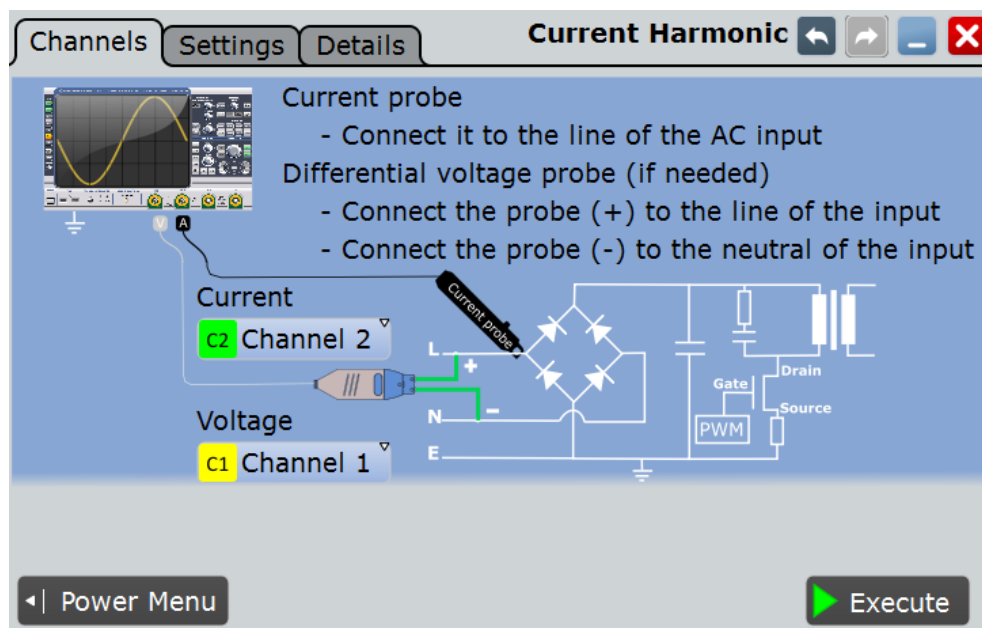 Channels
Settings
Details
Current Harmonic
Current probe
- Connect it to the line of the AC input
Differential voltage probe (if needed)
- Connect the probe (+) to the line of the input
- Connect the probe (-) to the neutral of the input
V A
Current
C2 Channel 2
Current probe
L
+
N
-
E
Voltage
C1 Channel 1
Drain
Gate
Source
PWM
Power Menu
Execute